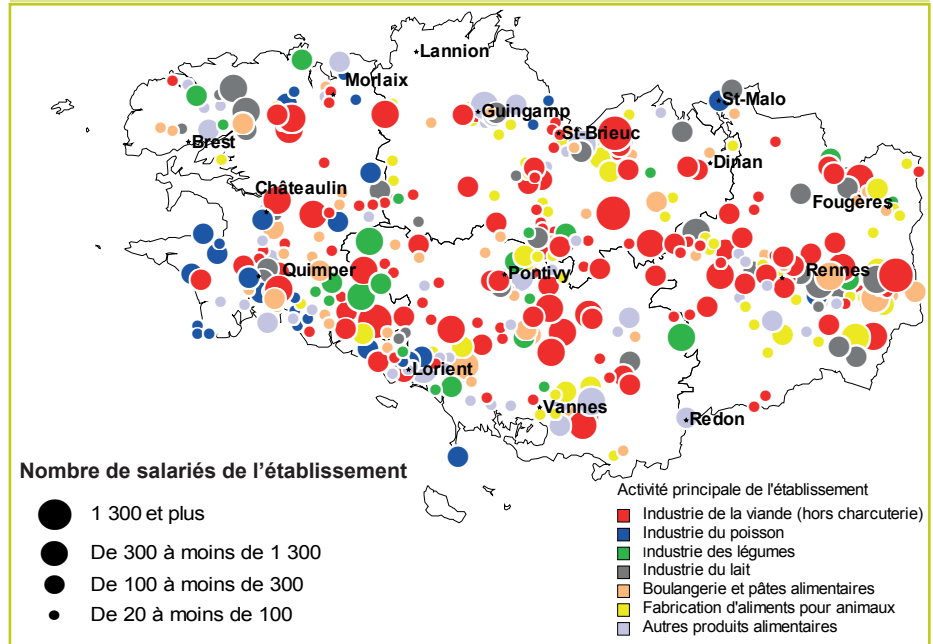 Lannion
Morlaix
Guingamp
St-Malo
St-Brieuc
Brest
Dinan
Châteaulin
Fougères
Quimper
Pontivy
Rennes
Lorient
Vannes
Redon
Nombre de salariés de l'établissement
1 300 et plus
De 300 à moins de 1 300
De 100 à moins de 300
De 20 à moins de 100
Activité principale de l'établissement
Industrie de la viande (hors charcuterie)
Industrie du poisson
Industrie des légumes
Industrie du lait
Boulangerie et pâtes alimentaires
Fabrication d'aliments pour animaux
Autres produits alimentaires